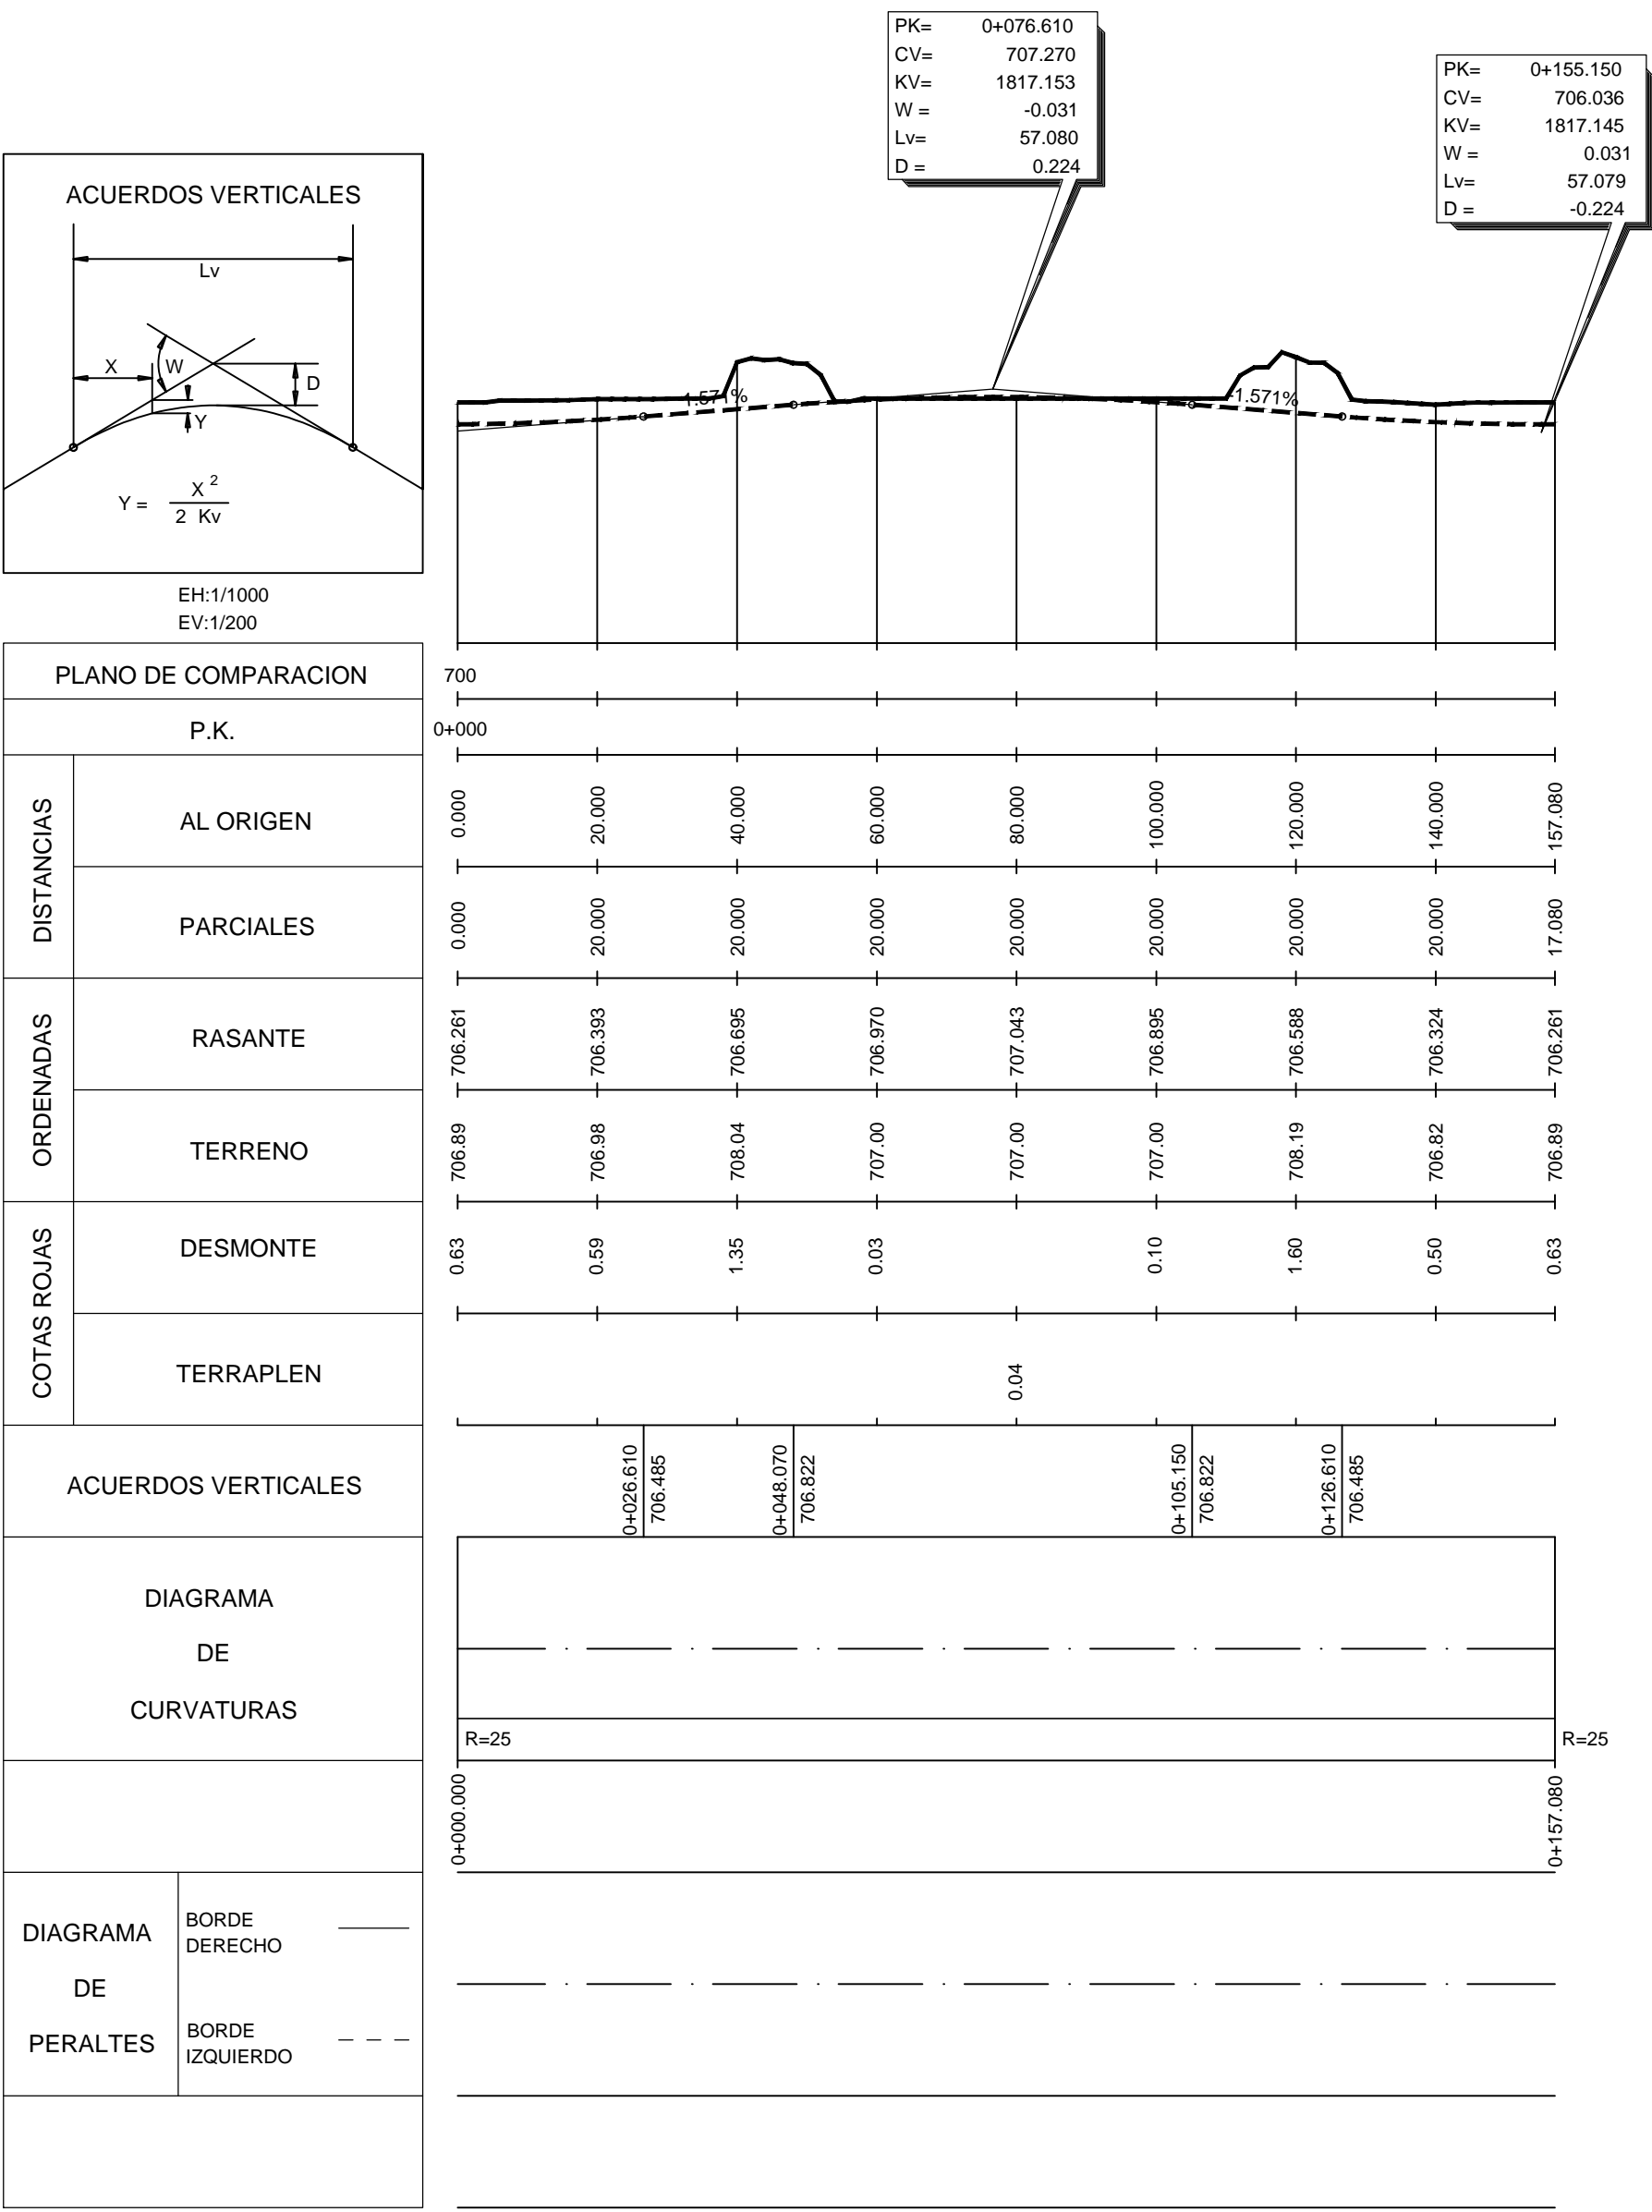 PK= 0+076.610
CV= 707.270
KV= 1817.153
W = -0.031
Lv= 57.080
D = 0.224
PK= 0+155.150
CV= 706.036
KV= 1817.145
W = 0.031
Lv= 57.079
D = -0.224
ACUERDOS VERTICALES
Lv
X
W
D
Y
Y = X 2
2 Kv
1.571%
-1.571%
EH:1/1000
EV:1/200
PLANO DE COMPARACION 700
P.K. 0+000
DISTANCIAS
AL ORIGEN 0.000 20.000 40.000 60.000 80.000 100.000 120.000 140.000 157.080
PARCIALES 0.000 20.000 20.000 20.000 20.000 20.000 20.000 20.000 17.080
ORDENADAS
RASANTE 706.261 706.393 706.695 706.970 707.043 706.895 706.588 706.324 706.261
TERRENO 706.89 706.98 708.04 707.00 707.00 707.00 708.19 706.82 706.89
COTAS ROJAS
DESMONTE 0.63 0.59 1.35 0.03 0.10 1.60 0.50 0.63
TERRAPLEN 0.04
ACUERDOS VERTICALES
0+026.610
706.485
0+048.070
706.822
0+105.150
706.822
0+126.610
706.485
DIAGRAMA
DE
CURVATURAS
R=25
R=25
0+000.000
0+157.080
DIAGRAMA
DE
PERALTES
BORDE
DERECHO
BORDE
IZQUIERDO